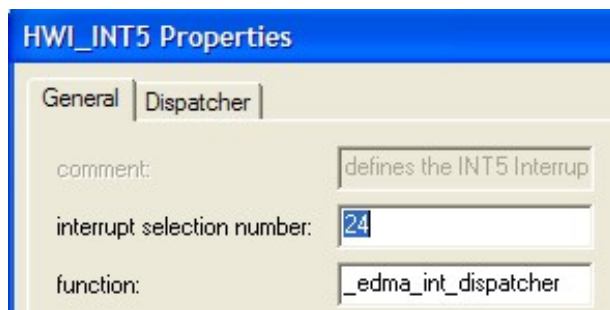 HWI_INT5 Properties
General Dispatcher
comment: defines the INT5 Interrup
interrupt selection number: 24
function: _edma_int_dispatcher